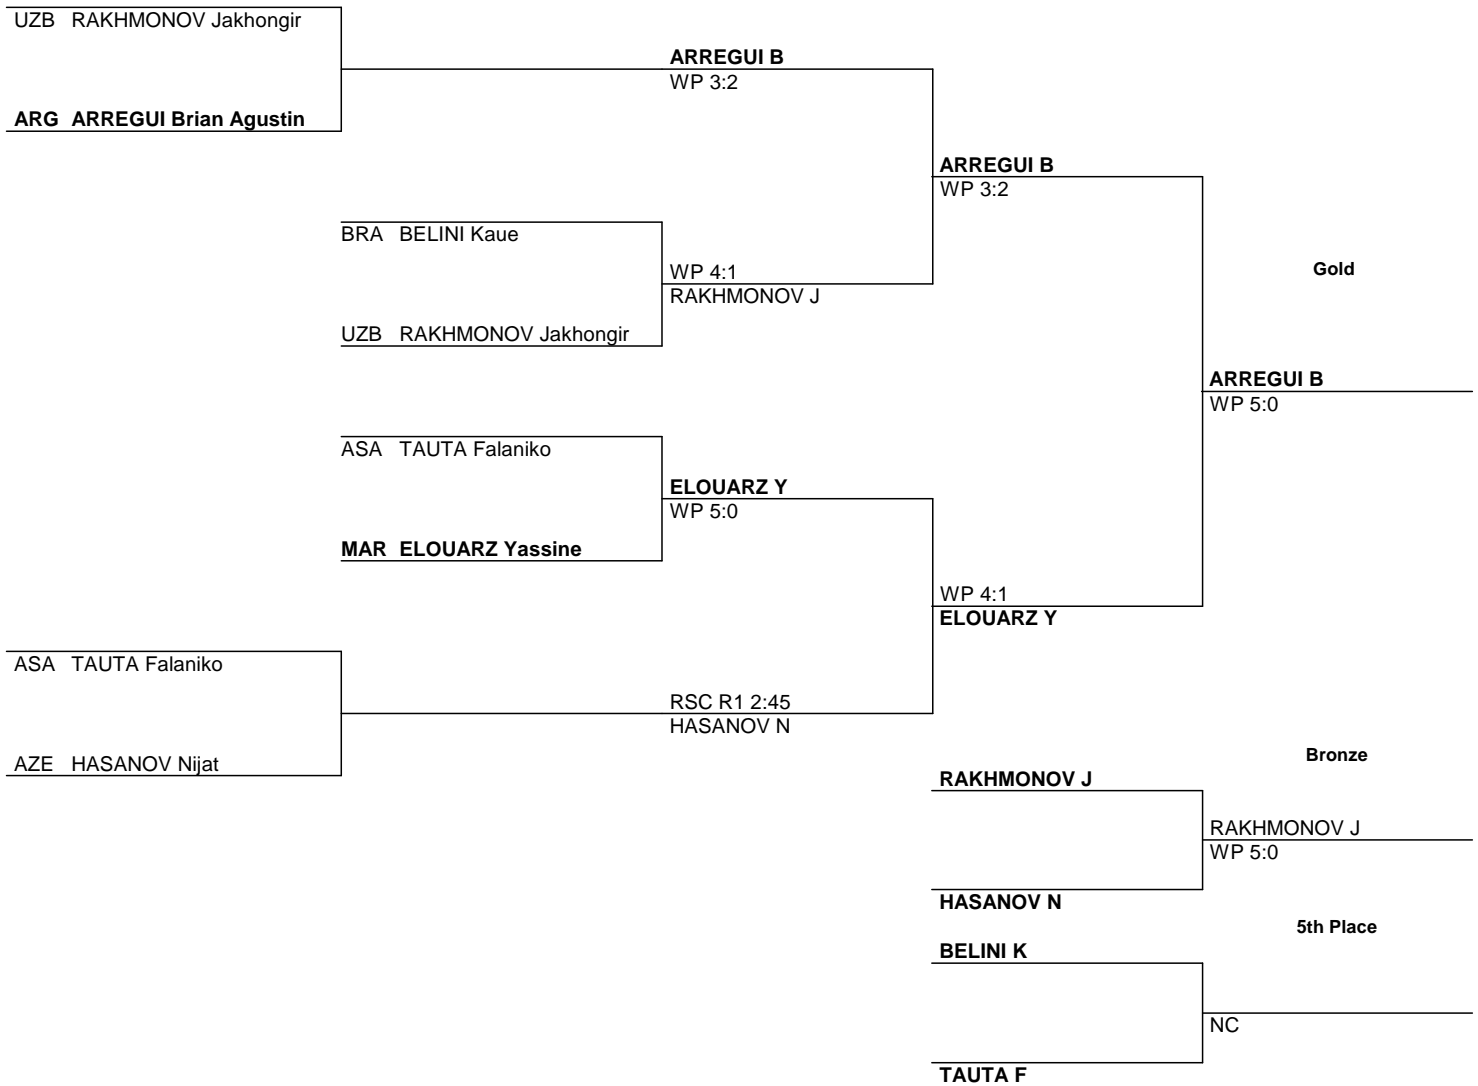 UZB RAKHMONOV Jakhongir
ARREGUI B
WP 3:2
ARG ARREGUI Brian Agustin
ARREGUI B
WP 3:2
BRA BELINI Kaue
WP 4:1
Gold
RAKHMONOV J
UZB RAKHMONOV Jakhongir
ARREGUI B
WP 5:0
ASA TAUTA Falaniko
ELOUARZ Y
WP 5:0
MAR ELOUARZ Yassine
WP 4:1
ELOUARZ Y
ASA TAUTA Falaniko
RSC R1 2:45
HASANOV N
AZE HASANOV Nijat
Bronze
RAKHMONOV J
RAKHMONOV J
WP 5:0
HASANOV N
5th Place
BELINI K
NC
TAUTA F